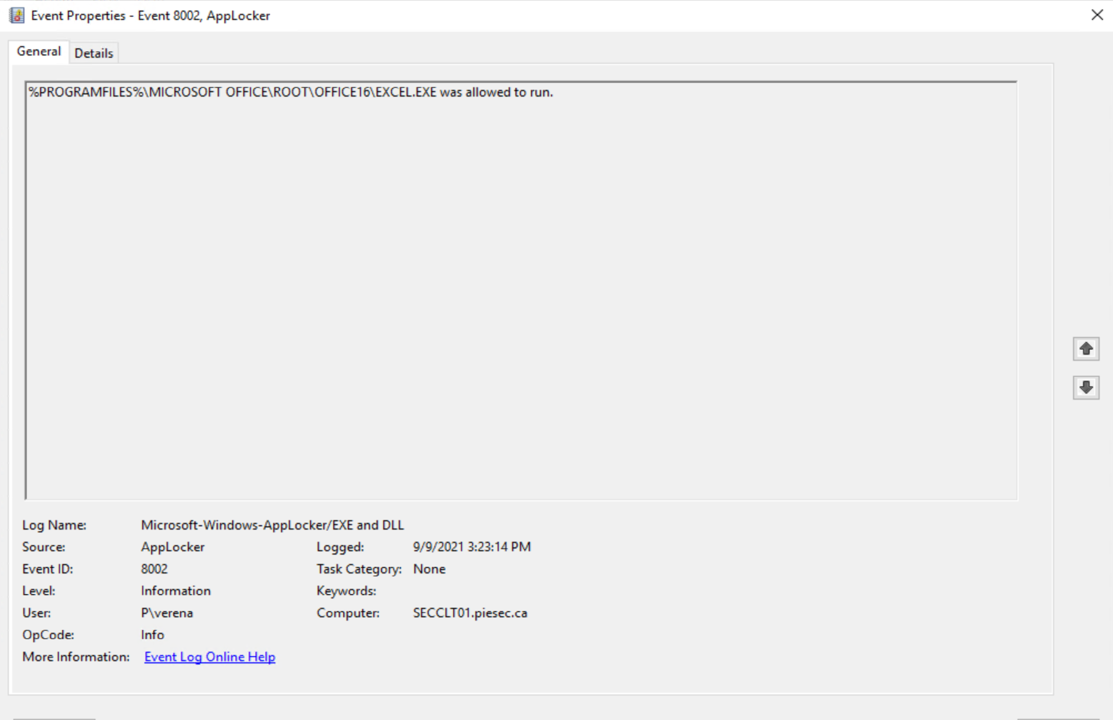 Event Properties - Event 8002, AppLocker
General Details
%PROGRAMFILES%\MICROSOFT OFFICE\ROOT\OFFICE16\EXCEL.EXE was allowed to run.
Log Name: Microsoft-Windows-AppLocker/EXE and DLL
Source: AppLocker Logged: 9/9/2021 3:23:14 PM
Event ID: 8002 Task Category: None
Level: Information Keywords:
User: P\verena Computer: SECCLT01.piesec.ca
OpCode: Info
More Information: Event Log Online Help